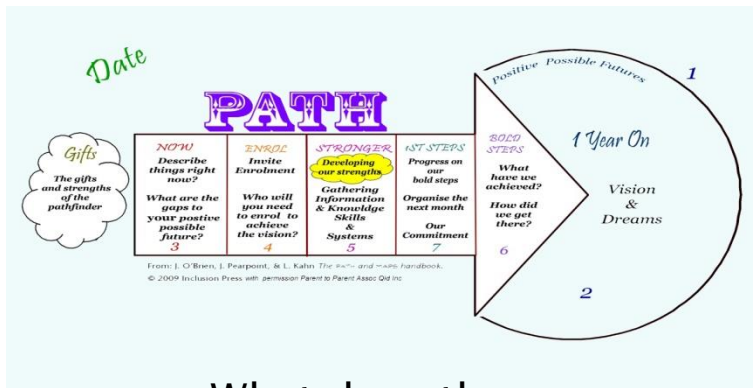 Date
PATH
Gifts
The gifts
and strengths
of the
pathfinder
NOW
Describe
things right
now?
What are the
gaps to
your postive
possible
future?
3
ENROL
Invite
Enrolment
Who will
you need
to enrol to
achieve
the vision?
4
STRONGER
Developing
our strengths
Gathering
Information
& Knowldge
Skills
&
Systems
5
1ST STEPS
Progress on
our
bold steps
Organise the
next month
Our
Commitment
7
BOLD
STEPS
What
have we
achieved?
How did
we get
there?
6
Positive Possible Futures
1
1 Year On
Vision
&
Dreams
2
From: J. O'Brien, J. Pearpoint, & L. Kahn The PATH and MAPS handbook.
© 2009 Inclusion Press with permission Parent to Parent Assoc Qld Inc